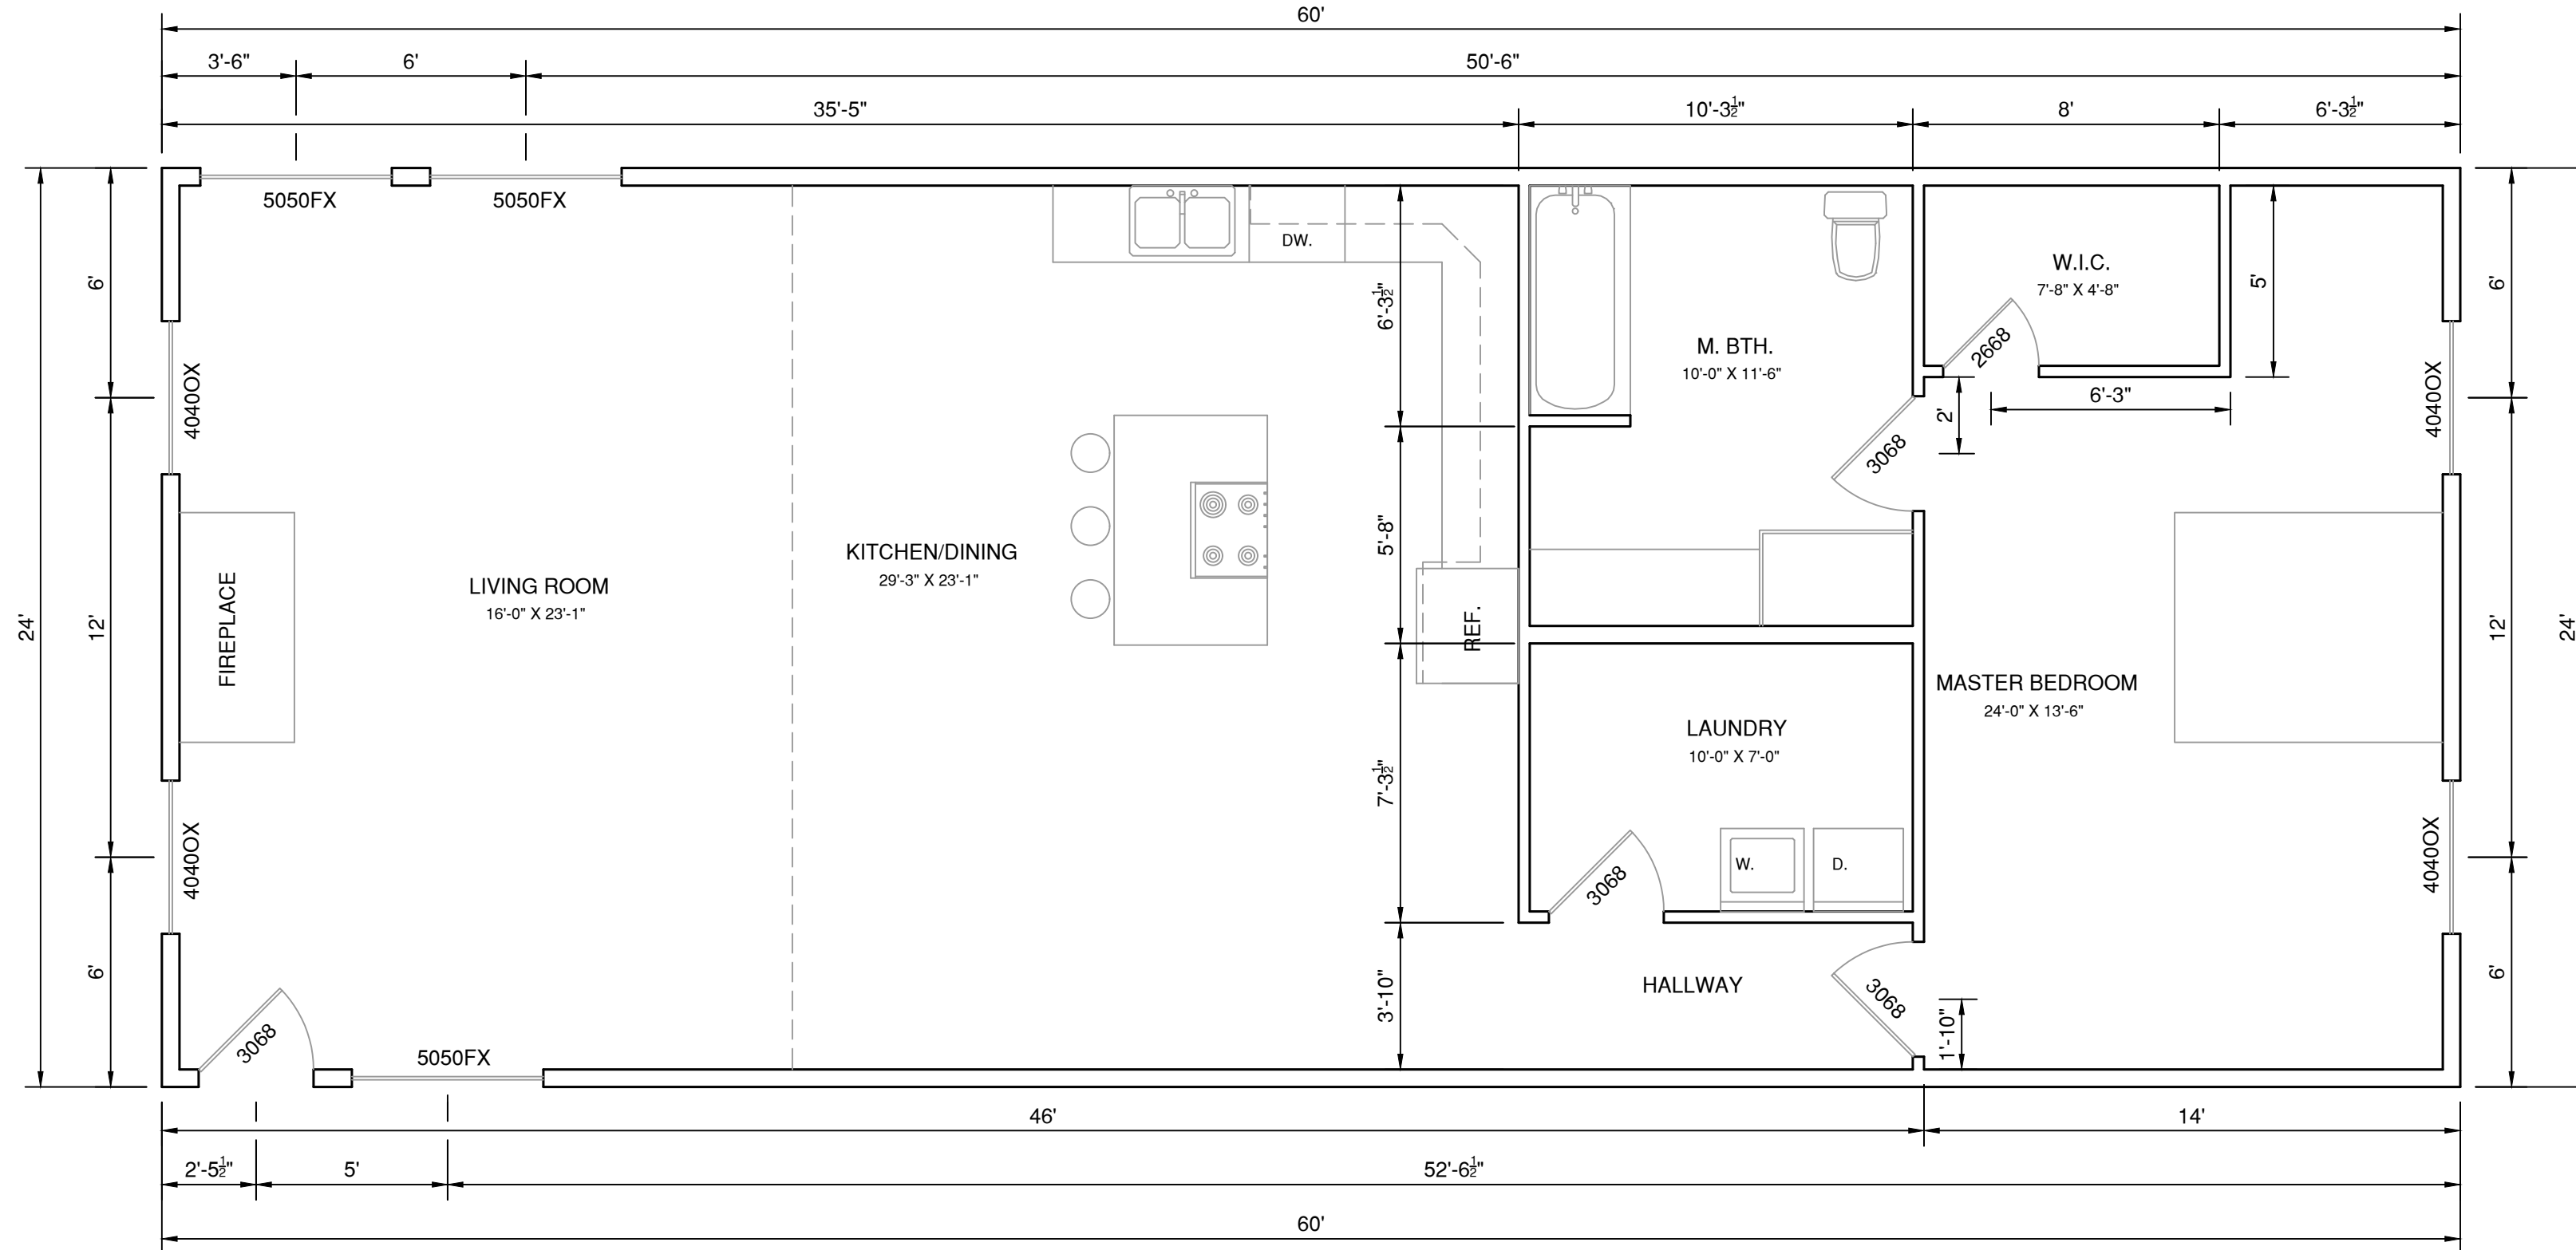 60'
3'-6"
6'
50'-6"
35'-5"
10'-3½"
8'
6'-3½"
5050FX
5050FX
DW.
W.I.C.
7'-8" X 4'-8"
5'
6'
6'
6'-3½"
2668
M. BTH.
10'-0" X 11'-6"
4040OX
4040OX
6'-3"
2'
3068
5'-8"
KITCHEN/DINING
29'-3" X 23'-1"
LIVING ROOM
16'-0" X 23'-1"
FIREPLACE
REF.
24'
12'
12'
24'
MASTER BEDROOM
24'-0" X 13'-6"
LAUNDRY
10'-0" X 7'-0"
7'-3½"
4040OX
4040OX
W.
D.
3068
6'
6'
HALLWAY
3'-10"
3068
3068
1'-10"
5050FX
46'
14'
2'-5½"
5'
52'-6½"
60'